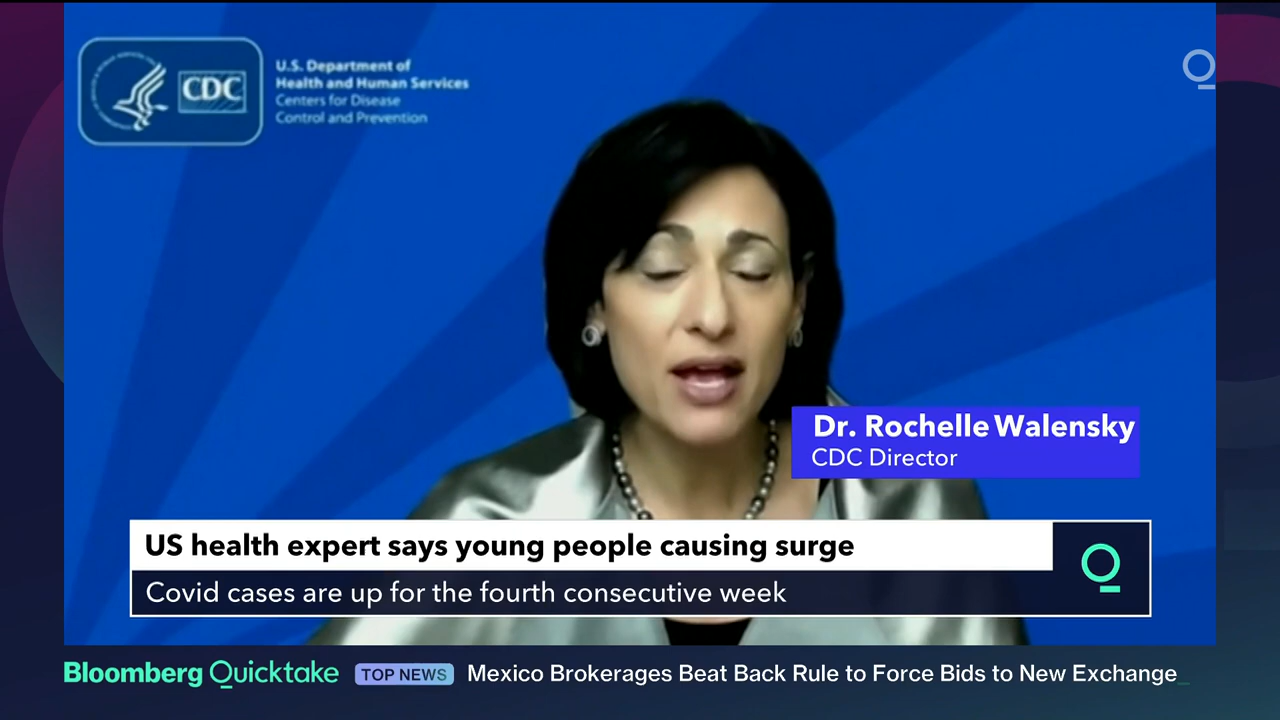 CDC
U.S. Department of
Health and Human Services
Centers for Disease
Control and Prevention
Dr. Rochelle Walensky
CDC Director
US health expert says young people causing surge
Covid cases are up for the fourth consecutive week
Bloomberg Quicktake TOP NEWS Mexico Brokerages Beat Back Rule to Force Bids to New Exchange_